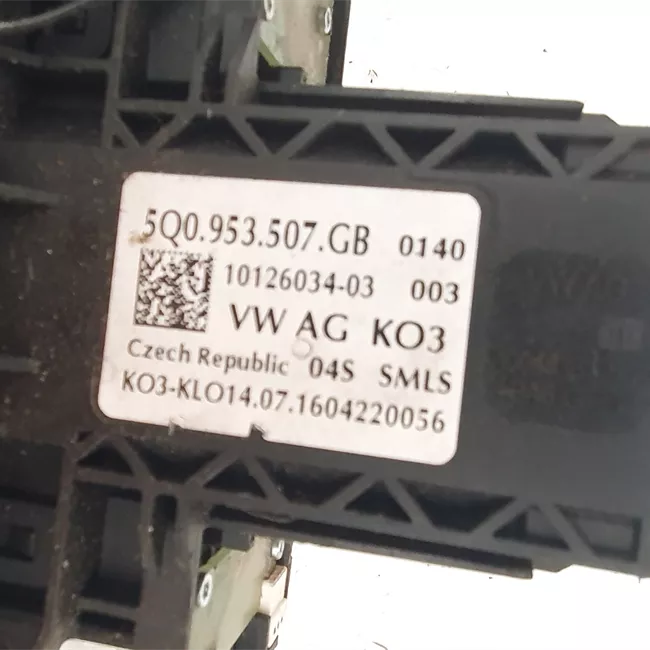 5Q0.953.507.GB 0140
10126034-03 003
VW AG KO3
Czech Republic 04S SMLS
KO3-KLO14.07.1604220056